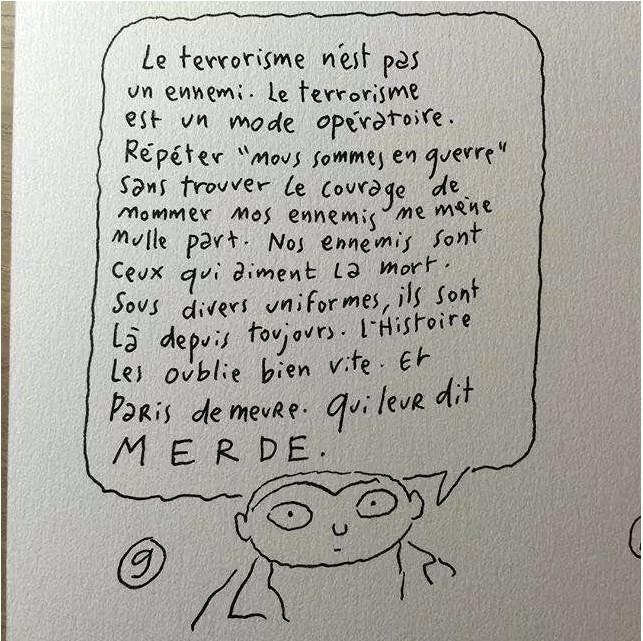 Le terrorisme n'est pas
un ennemi. Le terrorisme
est un mode opératoire.
Répéter "nous sommes en guerre"
sans trouver le courage de
nommer nos ennemis ne mène
nulle part. Nos ennemis sont
ceux qui aiment la mort.
Sous divers uniformes, ils sont
là depuis toujours. l'Histoire
les oublie bien vite. Et
Paris demeure. qui leur dit
MERDE.
9